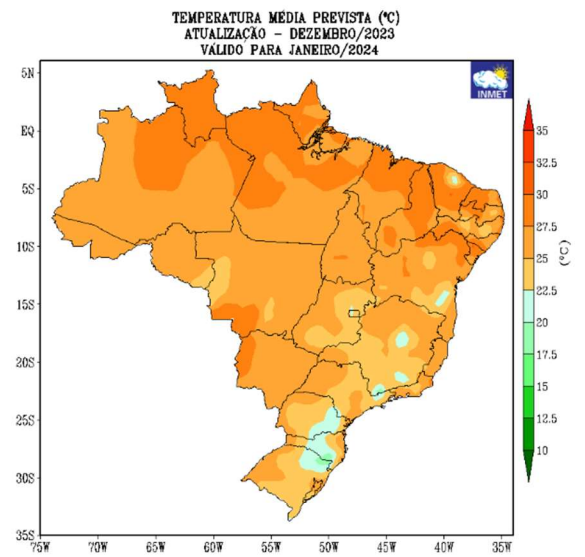 TEMPERATURA MÉDIA PREVISTA (°C)
ATUALIZAÇÃO – DEZEMBRO/2023
VÁLIDO PARA JANEIRO/2024
INMET
5N
EQ
5S
10S
15S
20S
25S
30S
35S
75W
70W
65W
60W
55W
50W
45W
40W
35W
35
32.5
30
27.5
25
22.5
20
17.5
15
12.5
10
(°C)